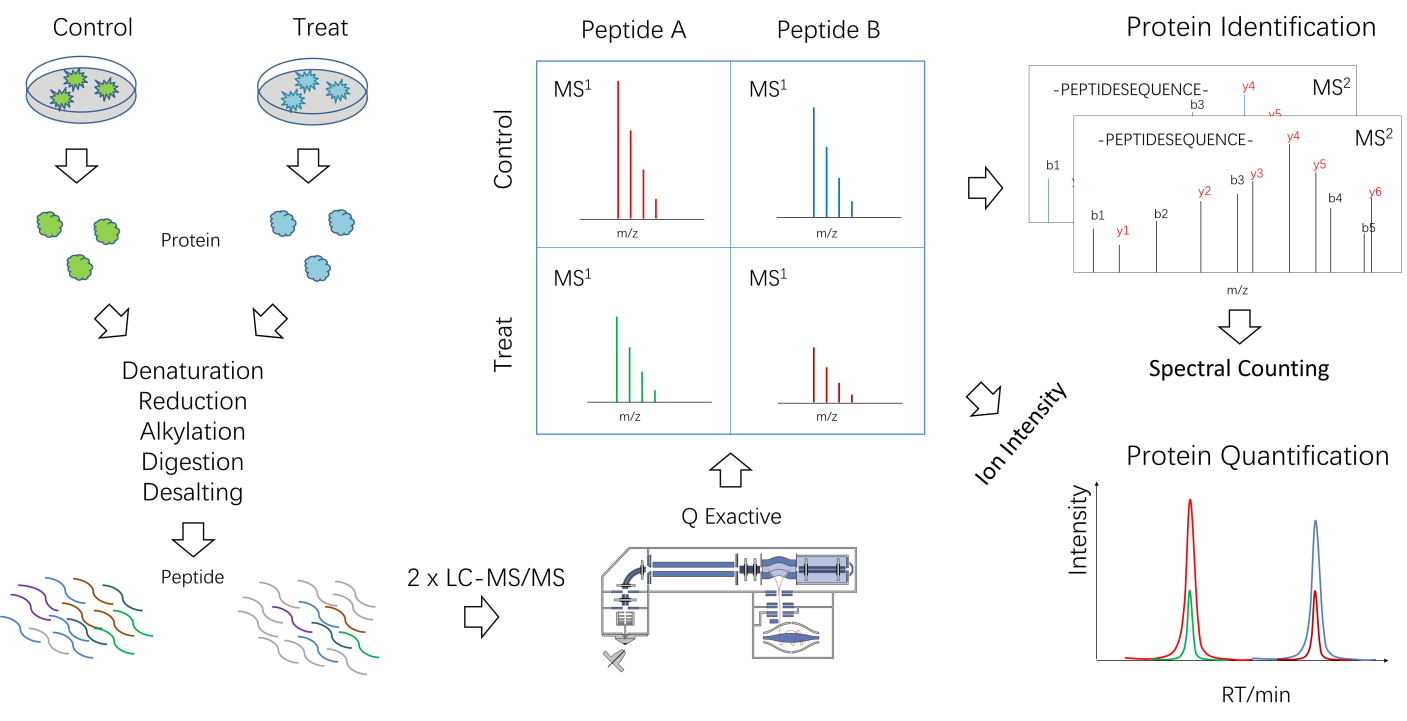 Control
Treat
Protein
Denaturation
Reduction
Alkylation
Digestion
Desalting
Peptide
2 x LC-MS/MS
Peptide A
Peptide B
Control
MS¹
m/z
MS¹
m/z
Treat
MS¹
m/z
MS¹
m/z
Q Exactive
Protein Identification
-PEPTIDESEQUENCE-
MS²
y4
b3
y5
b1
-PEPTIDESEQUENCE-
MS²
y4
y5
b3
y3
y2
y6
b4
b1
b2
y1
b5
m/z
Spectral Counting
Ion Intensity
Protein Quantification
Intensity
RT/min